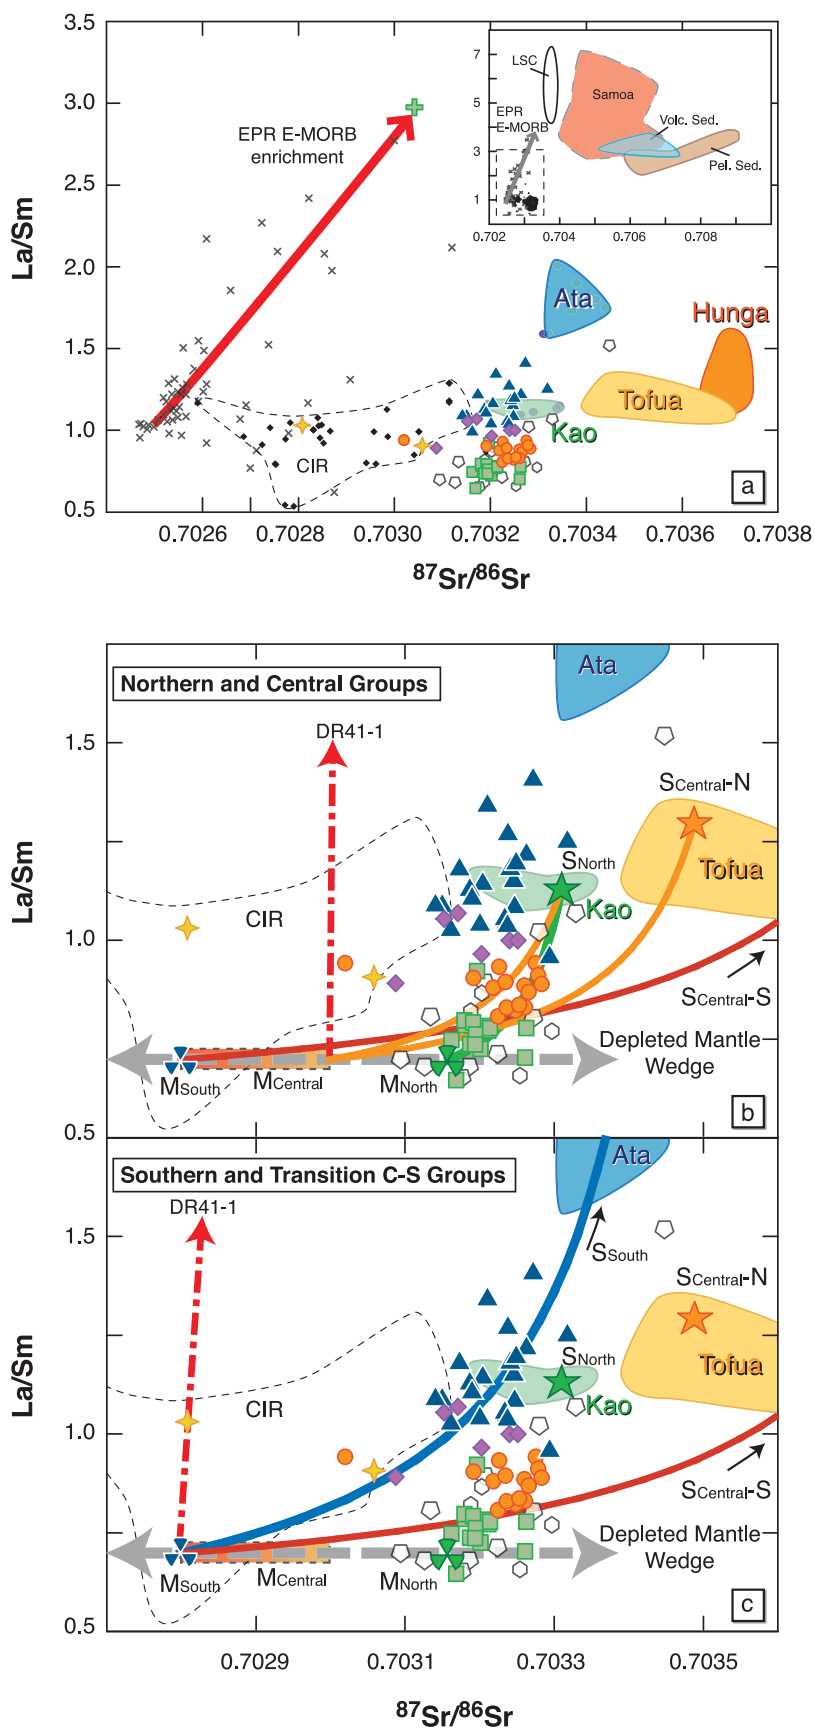 3.5
3.0
2.5
2.0
1.5
1.0
0.5
La/Sm
EPR E-MORB
enrichment
7
5
3
1
LSC
EPR
E-MORB
Samoa
Volc. Sed.
Pel. Sed.
0.702
0.704
0.706
0.708
Ata
Hunga
Tofua
Kao
CIR
a
0.7026
0.7028
0.7030
0.7032
0.7034
0.7036
0.7038
87Sr/86Sr
Northern and Central Groups
Ata
DR41-1
1.5
1.0
0.5
La/Sm
SCentral-N
SNorth
Tofua
Kao
CIR
SCentral-S
Depleted Mantle
Wedge
MSouth
MCentral
MNorth
b
Southern and Transition C-S Groups
Ata
DR41-1
SSouth
1.5
1.0
0.5
La/Sm
SCentral-N
SNorth
Tofua
Kao
CIR
SCentral-S
Depleted Mantle
Wedge
MSouth
MCentral
MNorth
c
0.7029
0.7031
0.7033
0.7035
87Sr/86Sr